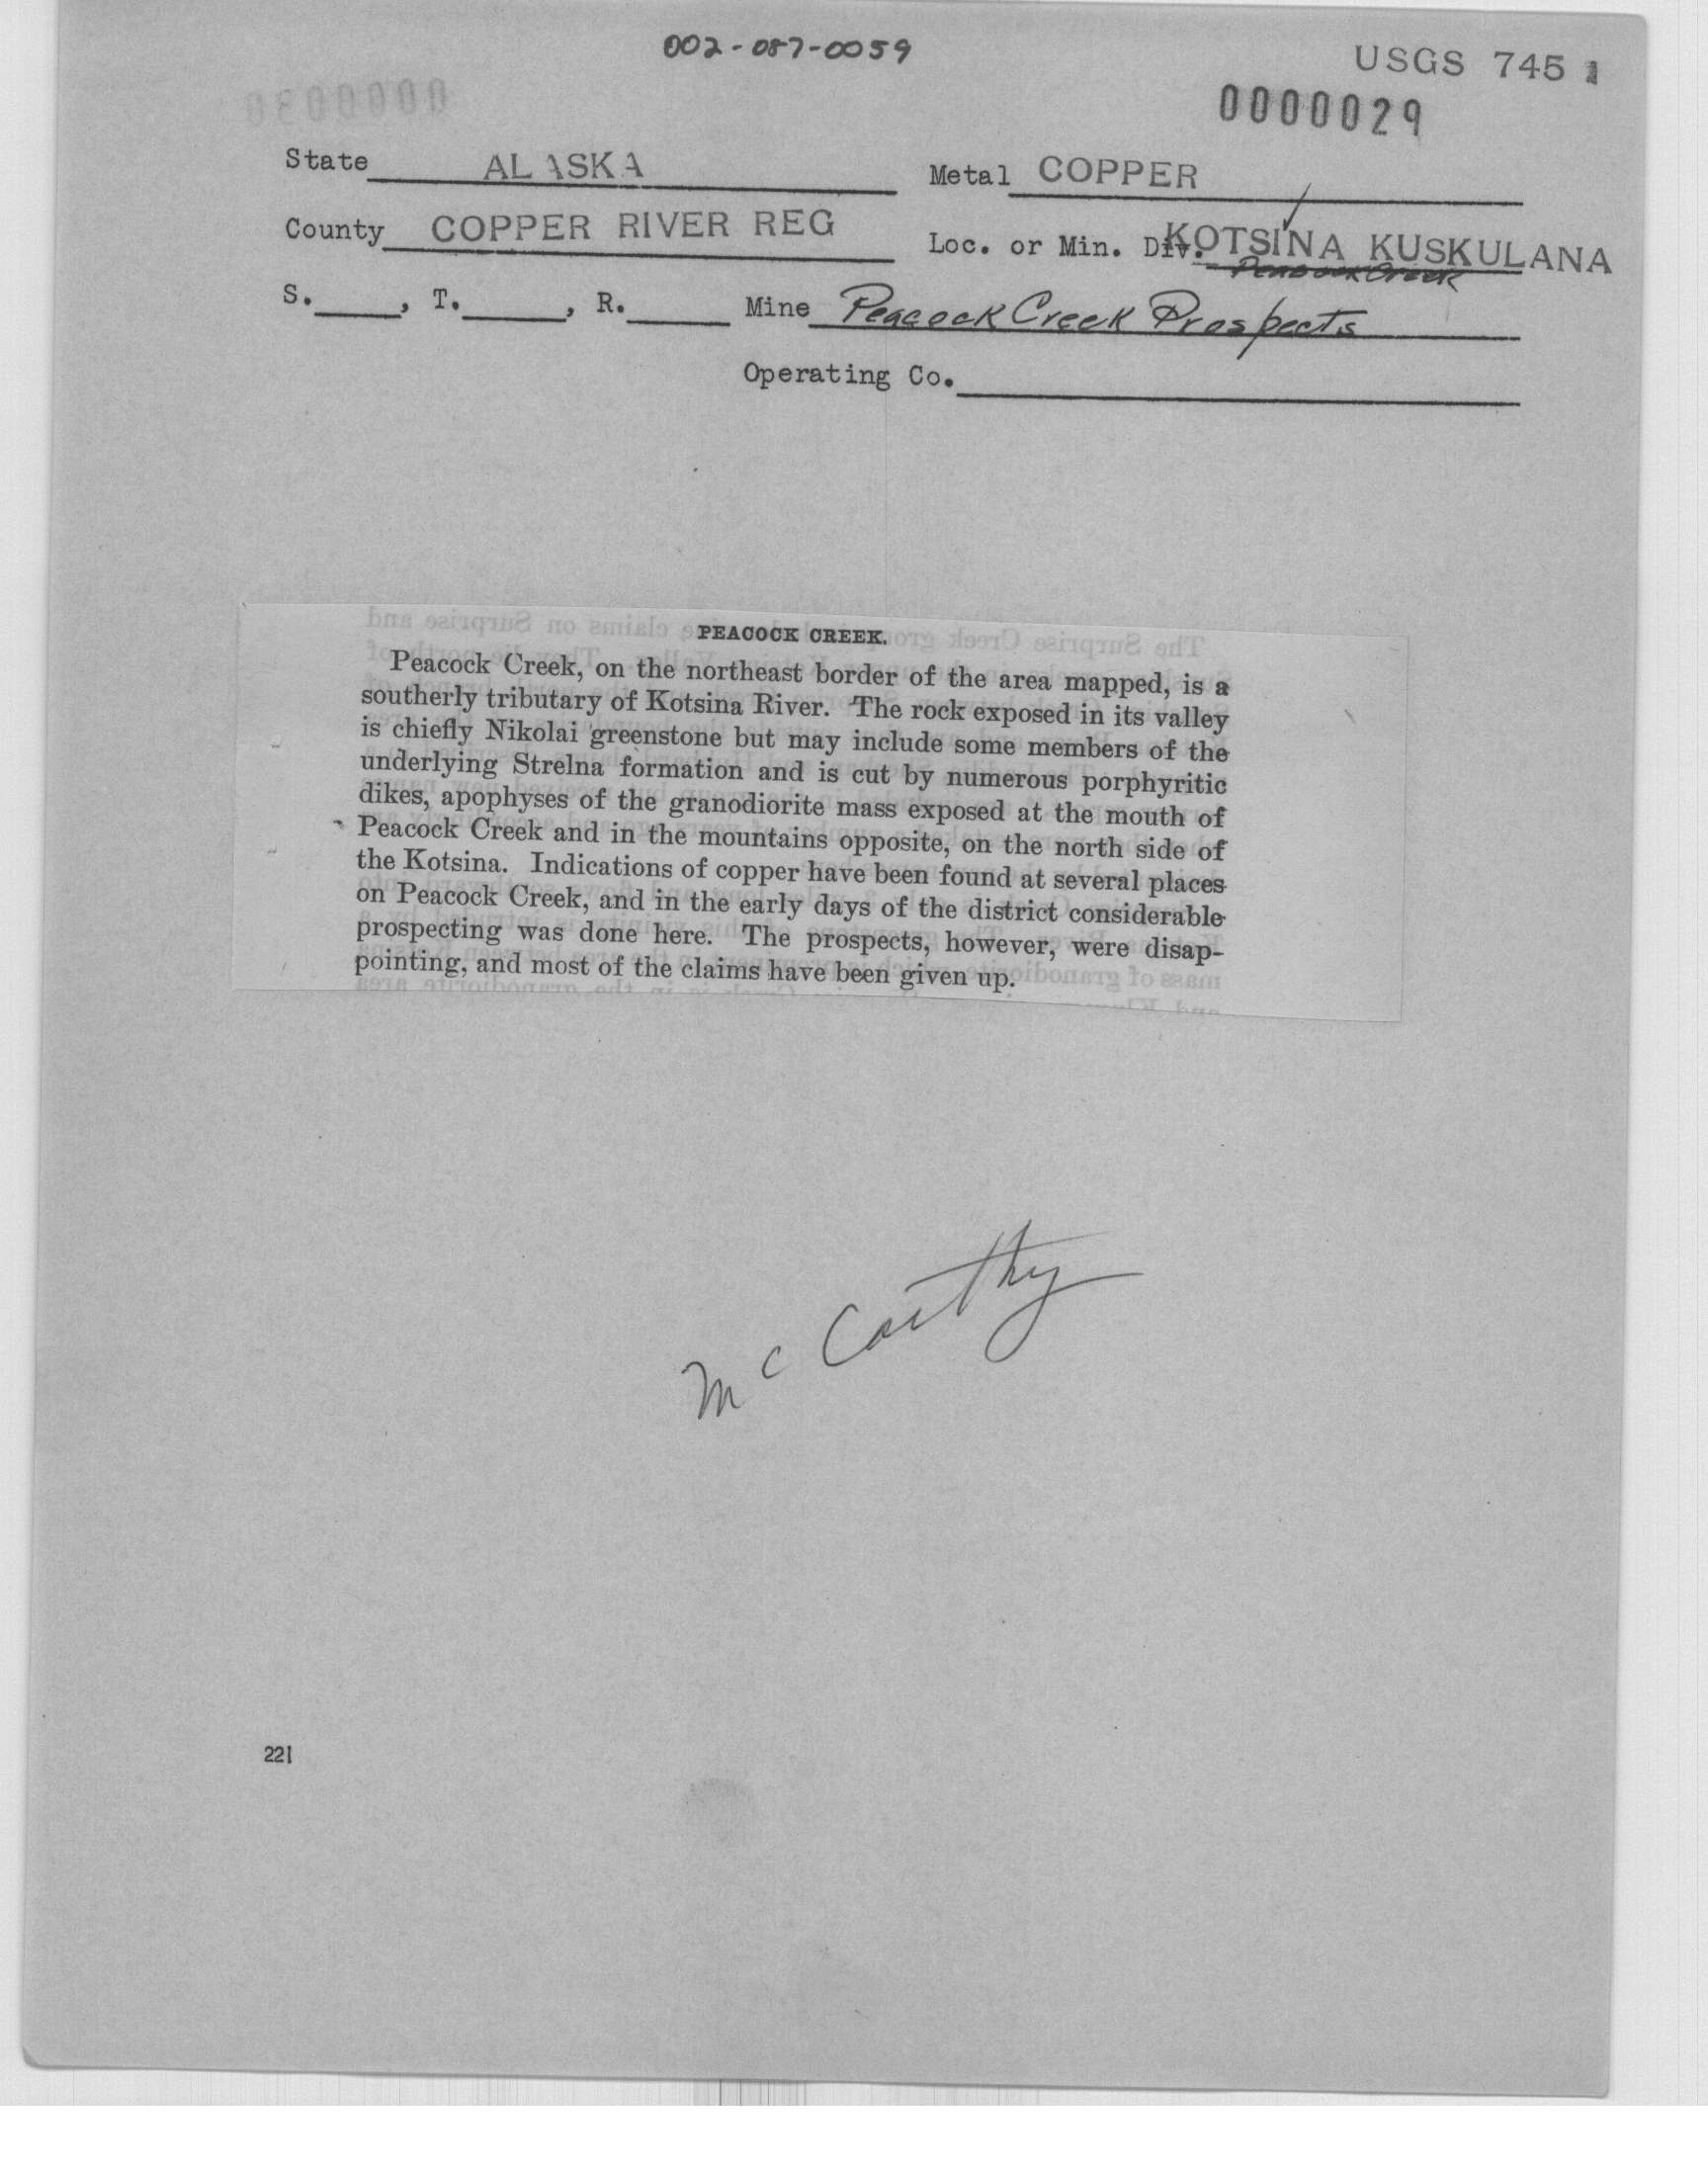 002-087-0059
USGS 745
0000029
0000030
State ALASKA
Metal COPPER
County COPPER RIVER REG
Loc. or Min. Div. KOTSINA KUSKULANA
Peacock Creek
S. , T. , R. Mine Peacock Creek Prospects
Operating Co.
PEACOCK CREEK.
Peacock Creek, on the northeast border of the area mapped, is a
southerly tributary of Kotsina River. The rock exposed in its valley
is chiefly Nikolai greenstone but may include some members of the
underlying Strelna formation and is cut by numerous porphyritic
dikes, apophyses of the granodiorite mass exposed at the mouth of
Peacock Creek and in the mountains opposite, on the north side of
the Kotsina. Indications of copper have been found at several places
on Peacock Creek, and in the early days of the district considerable
prospecting was done here. The prospects, however, were disap-
pointing, and most of the claims have been given up.
McCarthy
221